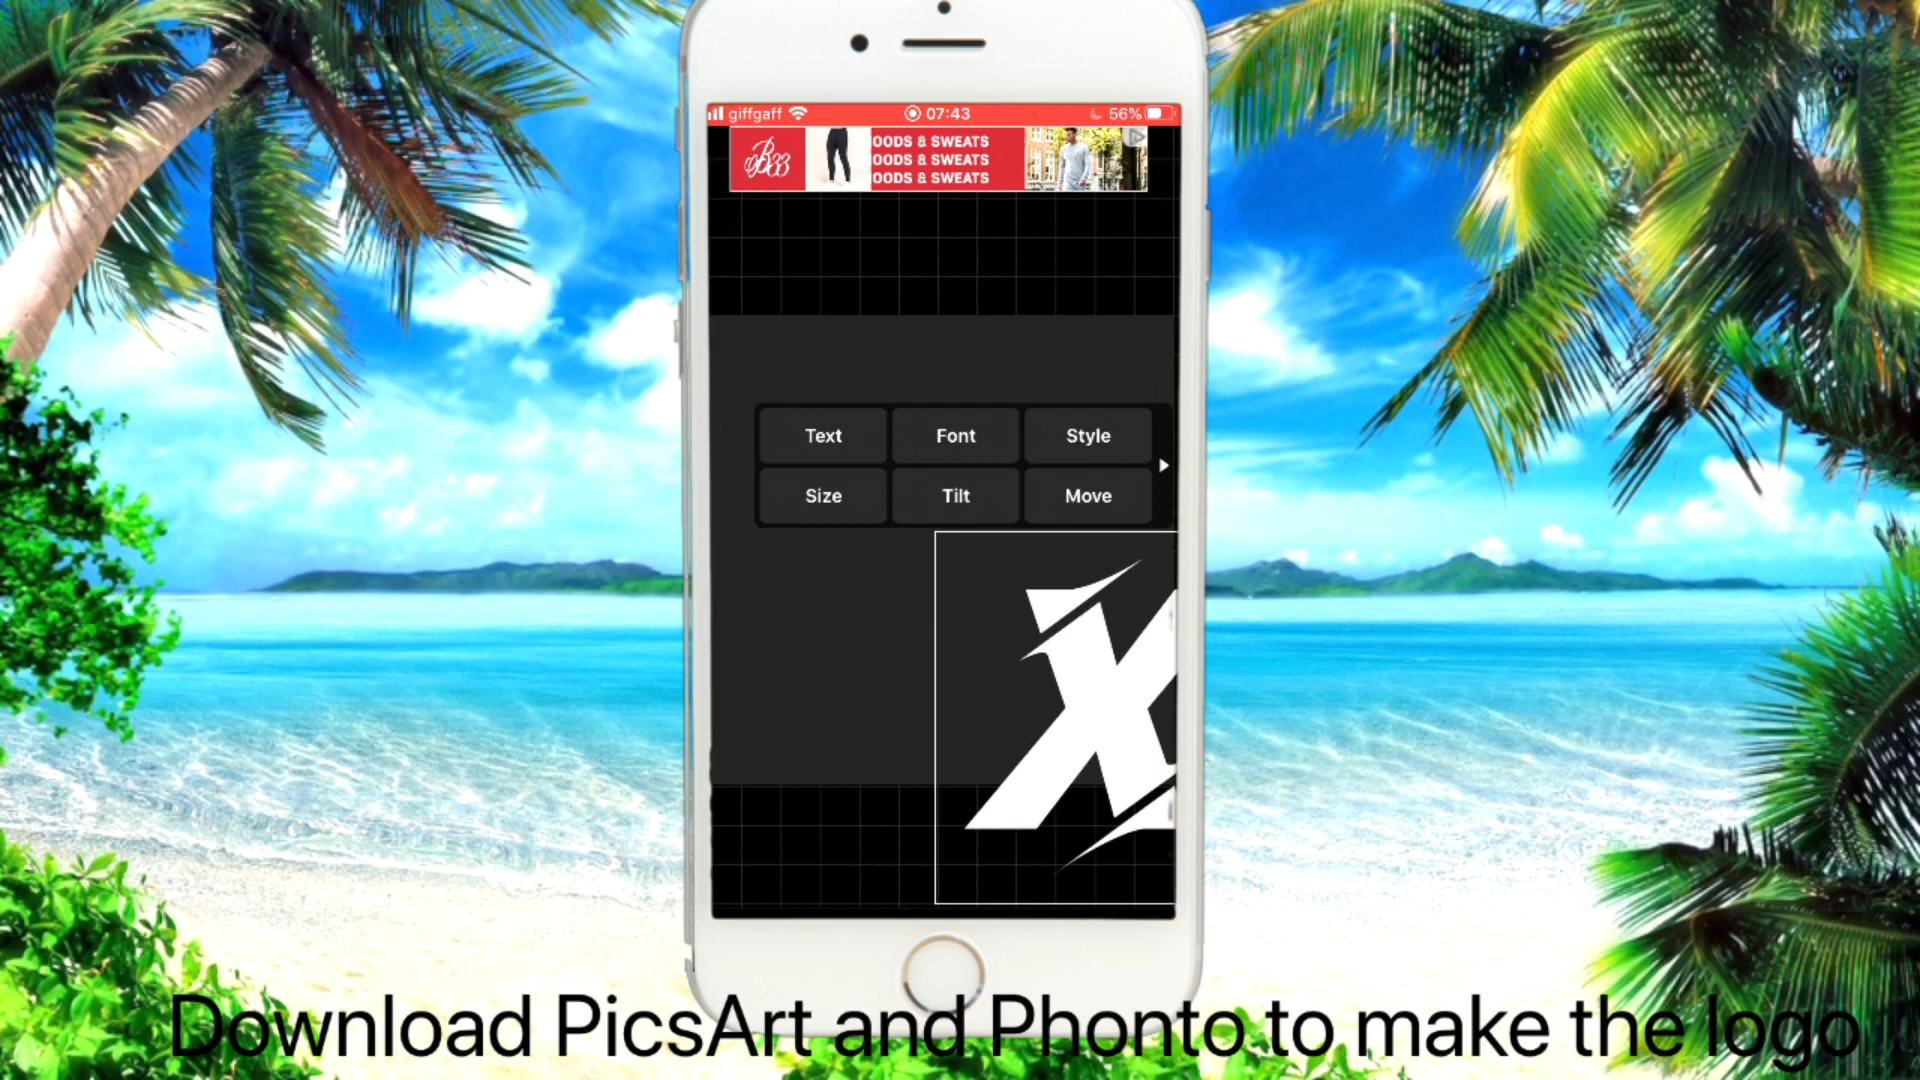 giffgaff 07:43 56%
OODS & SWEATS
OODS & SWEATS
OODS & SWEATS
Text Font Style
Size Tilt Move
X
Download PicsArt and Phonto to make the logo